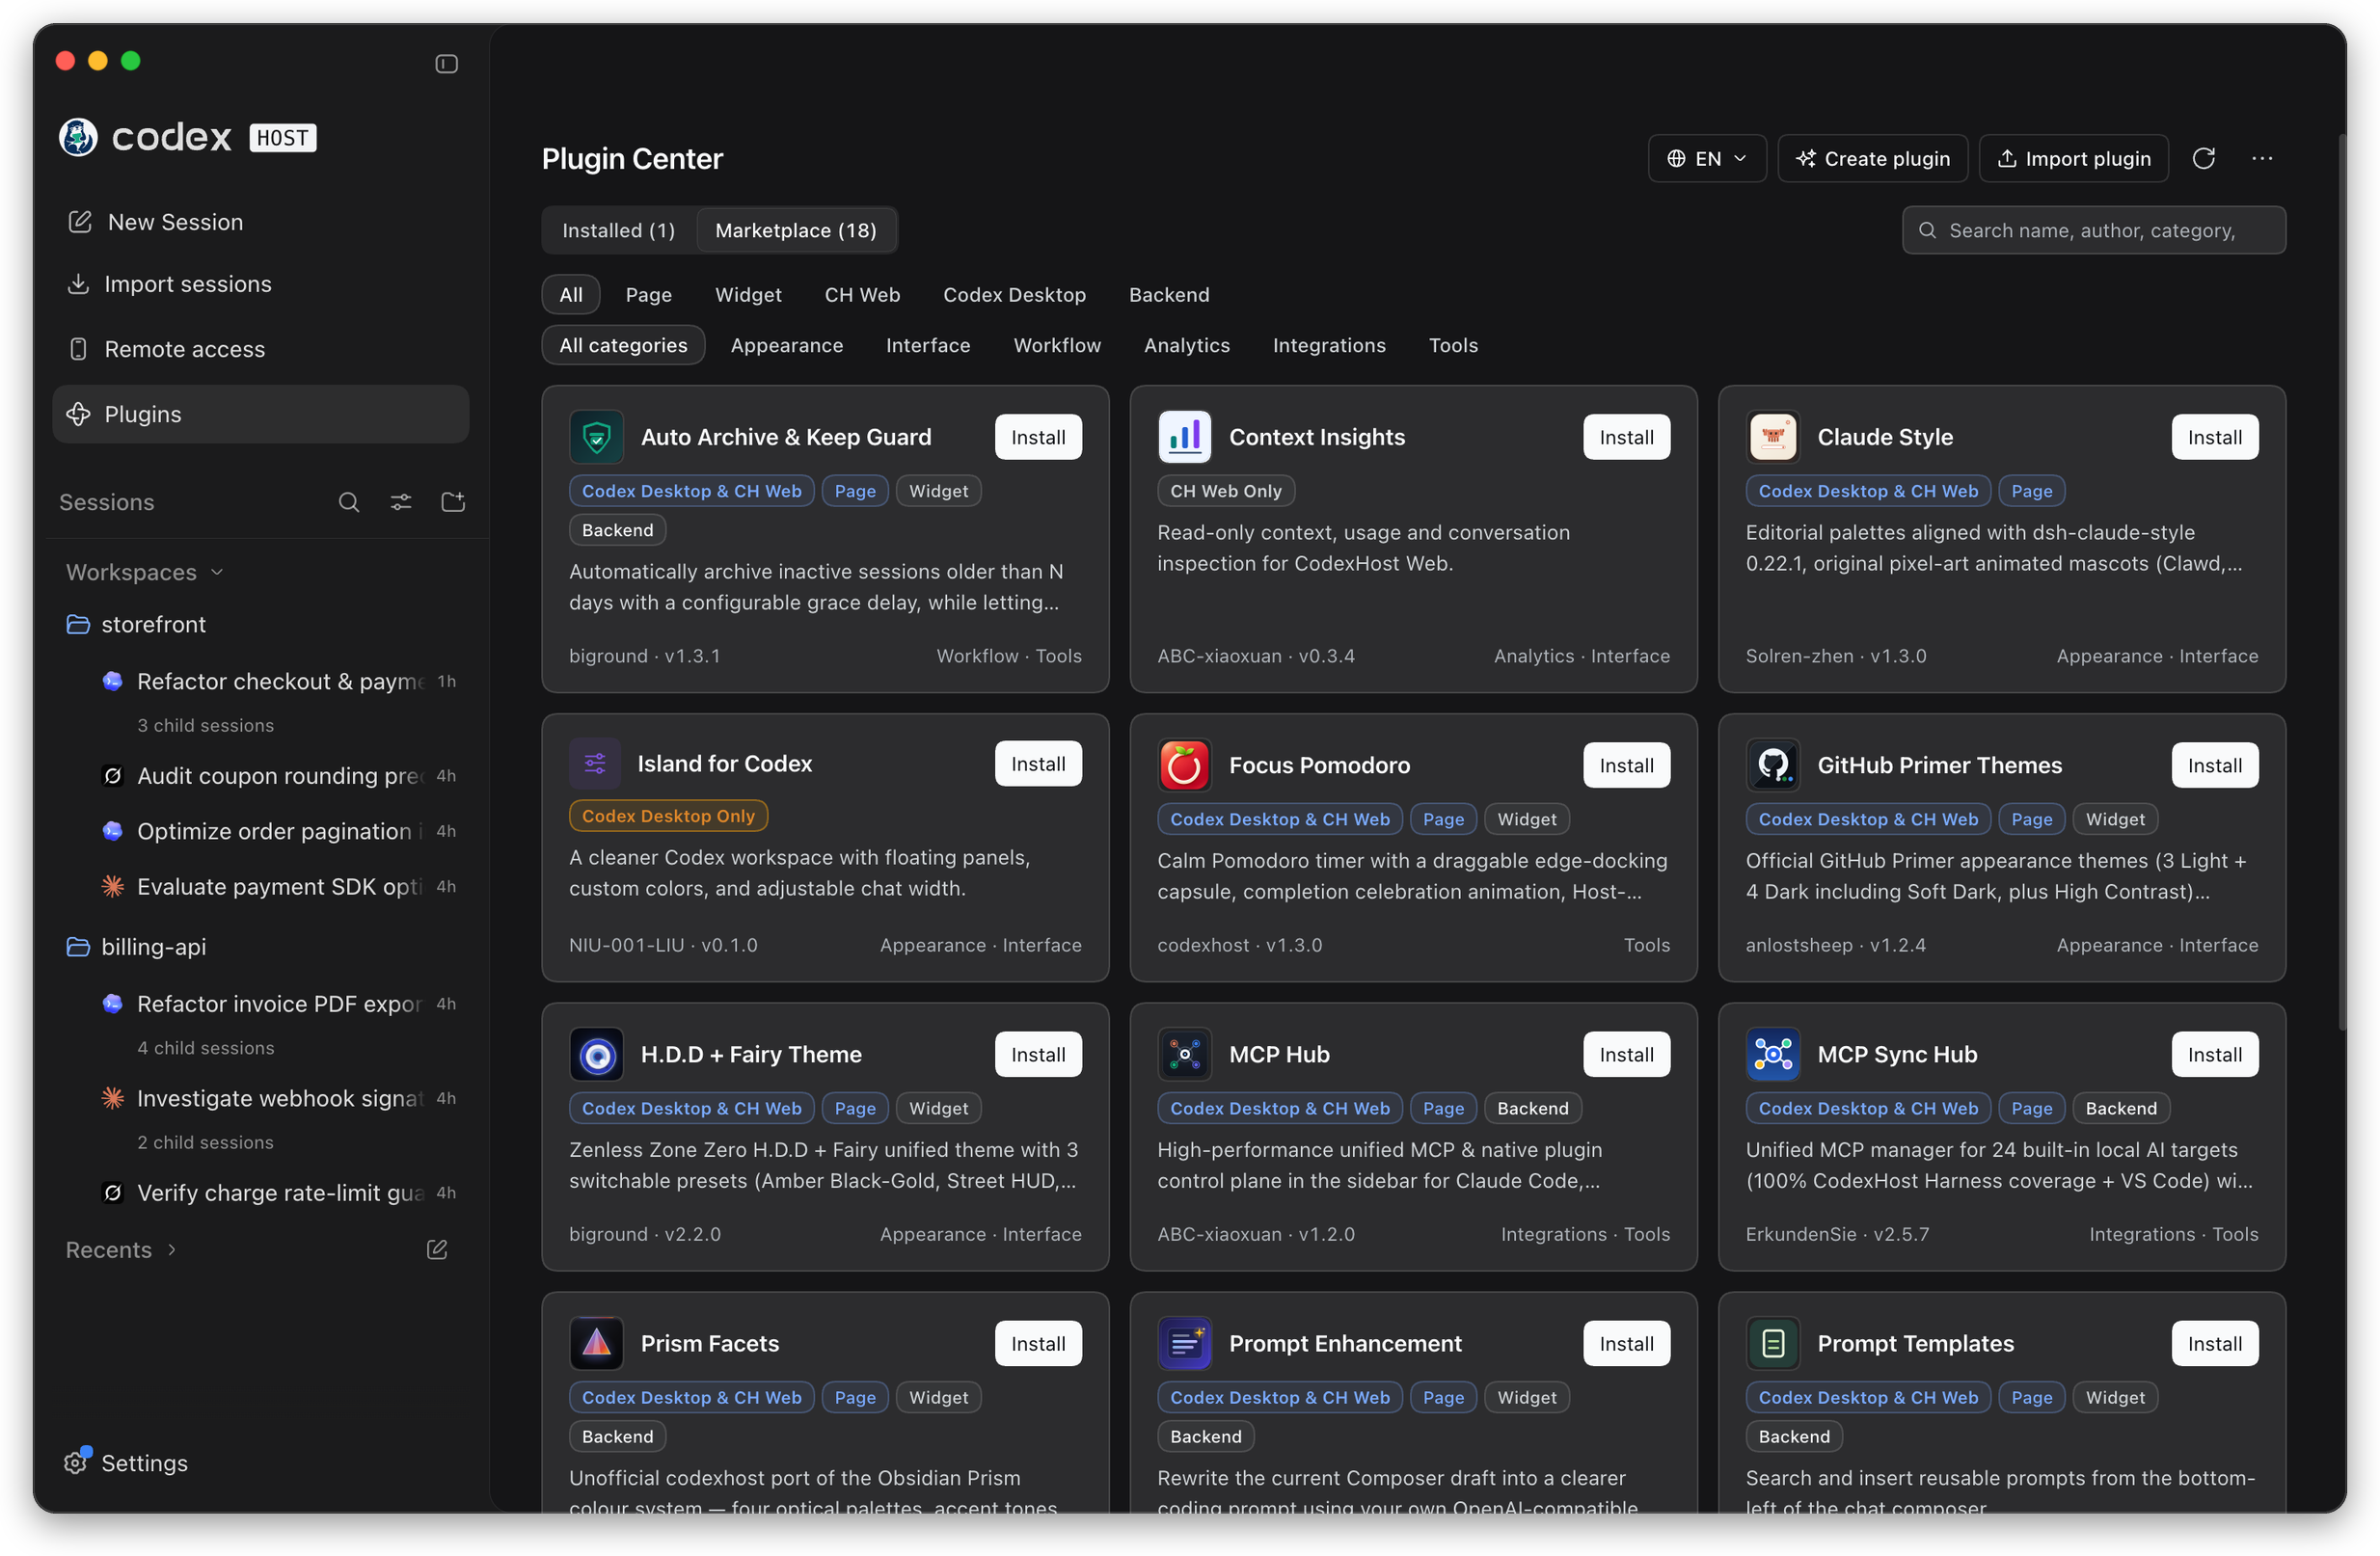 codex HOST
New Session
Import sessions
Remote access
Plugins
Sessions
Workspaces
storefront
Refactor checkout & payme 1h
3 child sessions
Audit coupon rounding pre 4h
Optimize order pagination i 4h
Evaluate payment SDK opti 4h
billing-api
Refactor invoice PDF expor 4h
4 child sessions
Investigate webhook signat 4h
2 child sessions
Verify charge rate-limit gua 4h
Recents
Settings
Plugin Center
EN
Create plugin
Import plugin
Installed (1)
Marketplace (18)
Search name, author, category,
All Page Widget CH Web Codex Desktop Backend
All categories Appearance Interface Workflow Analytics Integrations Tools
Auto Archive & Keep Guard
Install
Codex Desktop & CH Web Page Widget
Backend
Automatically archive inactive sessions older than N
days with a configurable grace delay, while letting...
biground · v1.3.1
Workflow · Tools
Context Insights
Install
CH Web Only
Read-only context, usage and conversation
inspection for CodexHost Web.
ABC-xiaoxuan · v0.3.4
Analytics · Interface
Claude Style
Install
Codex Desktop & CH Web Page
Editorial palettes aligned with dsh-claude-style
0.22.1, original pixel-art animated mascots (Clawd,...
Solren-zhen · v1.3.0
Appearance · Interface
Island for Codex
Install
Codex Desktop Only
A cleaner Codex workspace with floating panels,
custom colors, and adjustable chat width.
NIU-001-LIU · v0.1.0
Appearance · Interface
Focus Pomodoro
Install
Codex Desktop & CH Web Page Widget
Calm Pomodoro timer with a draggable edge-docking
capsule, completion celebration animation, Host-...
codexhost · v1.3.0
Tools
GitHub Primer Themes
Install
Codex Desktop & CH Web Page Widget
Official GitHub Primer appearance themes (3 Light +
4 Dark including Soft Dark, plus High Contrast)...
anlostsheep · v1.2.4
Appearance · Interface
H.D.D + Fairy Theme
Install
Codex Desktop & CH Web Page Widget
Zenless Zone Zero H.D.D + Fairy unified theme with 3
switchable presets (Amber Black-Gold, Street HUD,...
biground · v2.2.0
Appearance · Interface
MCP Hub
Install
Codex Desktop & CH Web Page Backend
High-performance unified MCP & native plugin
control plane in the sidebar for Claude Code,...
ABC-xiaoxuan · v1.2.0
Integrations · Tools
MCP Sync Hub
Install
Codex Desktop & CH Web Page Backend
Unified MCP manager for 24 built-in local AI targets
(100% CodexHost Harness coverage + VS Code) wi...
ErkundenSie · v2.5.7
Integrations · Tools
Prism Facets
Install
Codex Desktop & CH Web Page Widget
Backend
Unofficial codexhost port of the Obsidian Prism
colour system — four optical palettes, accent tones
Prompt Enhancement
Install
Codex Desktop & CH Web Page Widget
Backend
Rewrite the current Composer draft into a clearer
coding prompt using your own OpenAI-compatible
Prompt Templates
Install
Codex Desktop & CH Web Page Widget
Backend
Search and insert reusable prompts from the bottom-
left of the chat composer